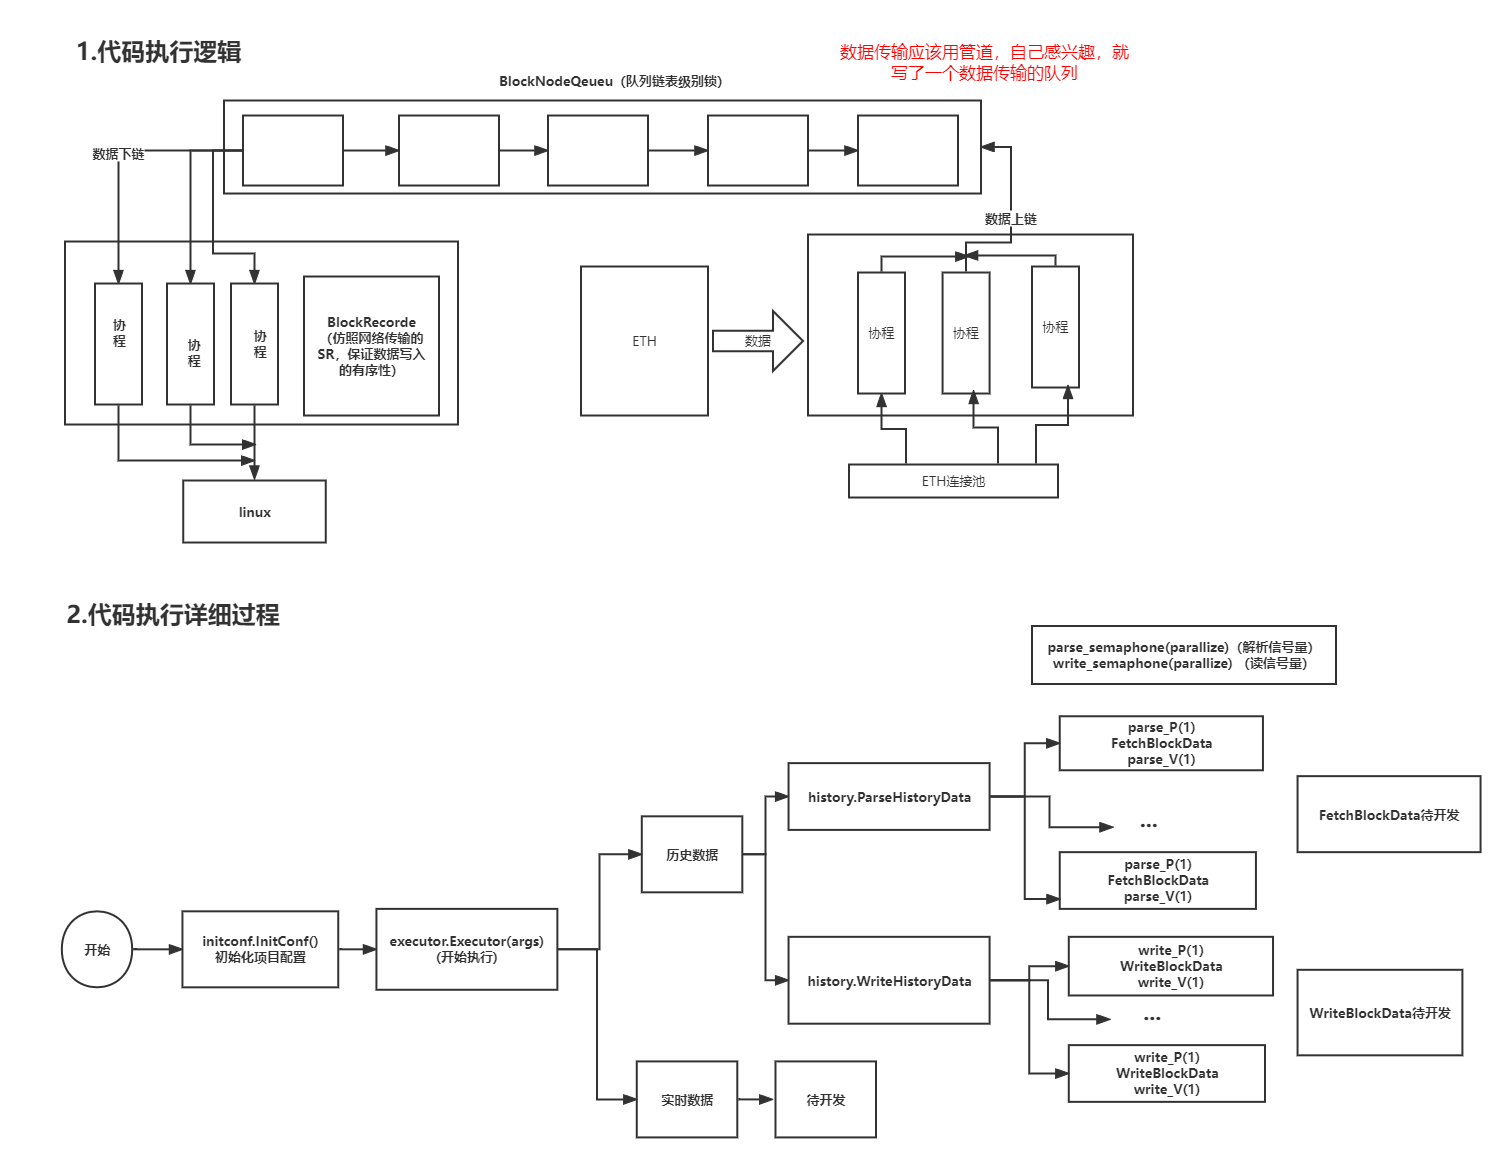 1.代码执行逻辑
数据传输应该用管道，自己感兴趣，就
写了一个数据传输的队列
BlockNodeQeueu（队列链表级别锁）
数据下链
数据上链
协
程
协
程
协
程
BlockRecorde
（仿照网络传输的
SR，保证数据写入
的有序性）
ETH
数据
协程
协程
协程
ETH连接池
linux
2.代码执行详细过程
parse_semaphone(parallize)（解析信号量）
write_semaphone(parallize) （读信号量）
parse_P(1)
FetchBlockData
parse_V(1)
history.ParseHistoryData
...
FetchBlockData待开发
历史数据
parse_P(1)
FetchBlockData
parse_V(1)
开始
initconf.InitConf()
初始化项目配置
executor.Executor(args)
（开始执行）
history.WriteHistoryData
write_P(1)
WriteBlockData
write_V(1)
...
WriteBlockData待开发
write_P(1)
WriteBlockData
write_V(1)
实时数据
待开发